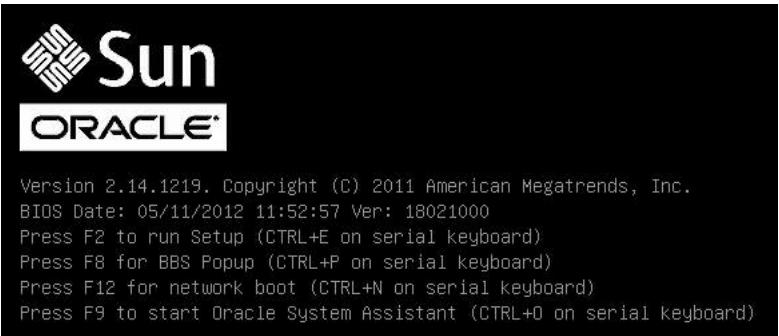 Sun
ORACLE
Version 2.14.1219. Copyright (C) 2011 American Megatrends, Inc.
BIOS Date: 05/11/2012 11:52:57 Ver: 18021000
Press F2 to run Setup (CTRL+E on serial keyboard)
Press F8 for BBS Popup (CTRL+P on serial keyboard)
Press F12 for network boot (CTRL+N on serial keyboard)
Press F9 to start Oracle System Assistant (CTRL+O on serial keyboard)